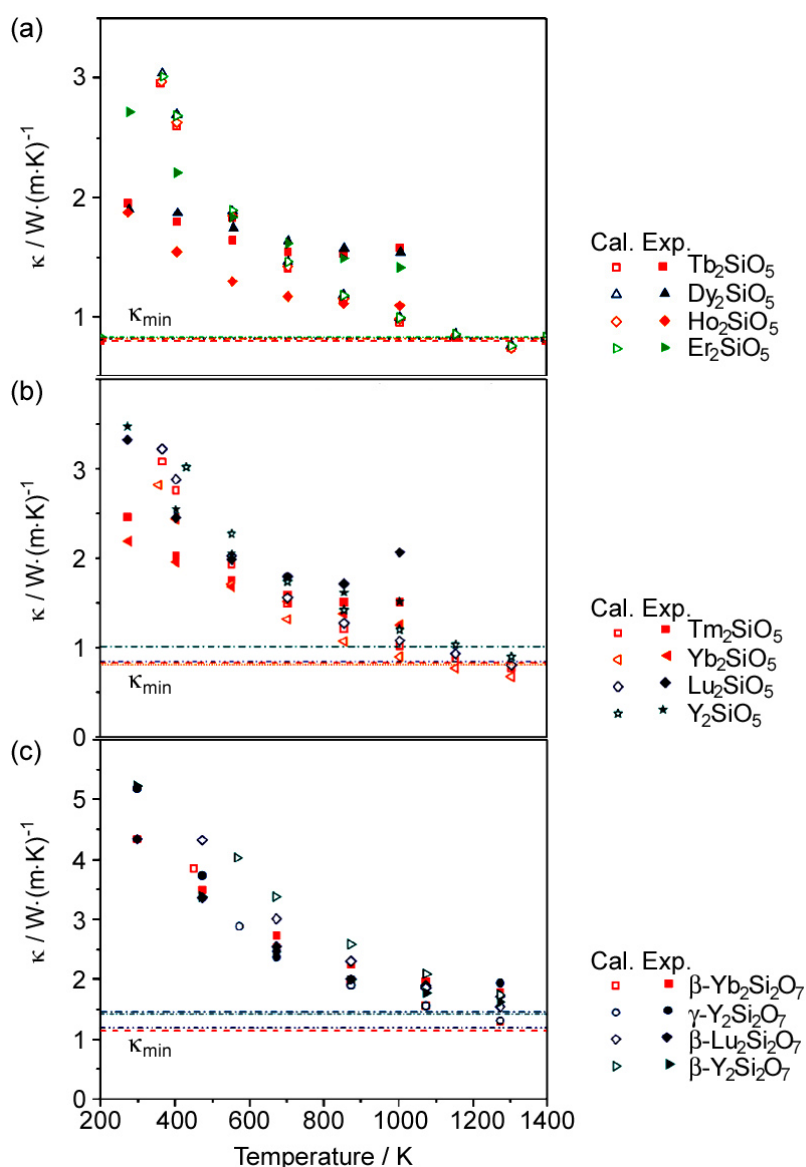 (a)
3
2
1
κ / W·(m·K)⁻¹
κmin
Cal. Exp.
Tb₂SiO₅
Dy₂SiO₅
Ho₂SiO₅
Er₂SiO₅
(b)
3
2
1
0
κ / W·(m·K)⁻¹
κmin
Cal. Exp.
Tm₂SiO₅
Yb₂SiO₅
Lu₂SiO₅
Y₂SiO₅
(c)
5
4
3
2
1
0
κ / W·(m·K)⁻¹
κmin
Cal. Exp.
β-Yb₂Si₂O₇
γ-Y₂Si₂O₇
β-Lu₂Si₂O₇
β-Y₂Si₂O₇
200 400 600 800 1000 1200 1400
Temperature / K